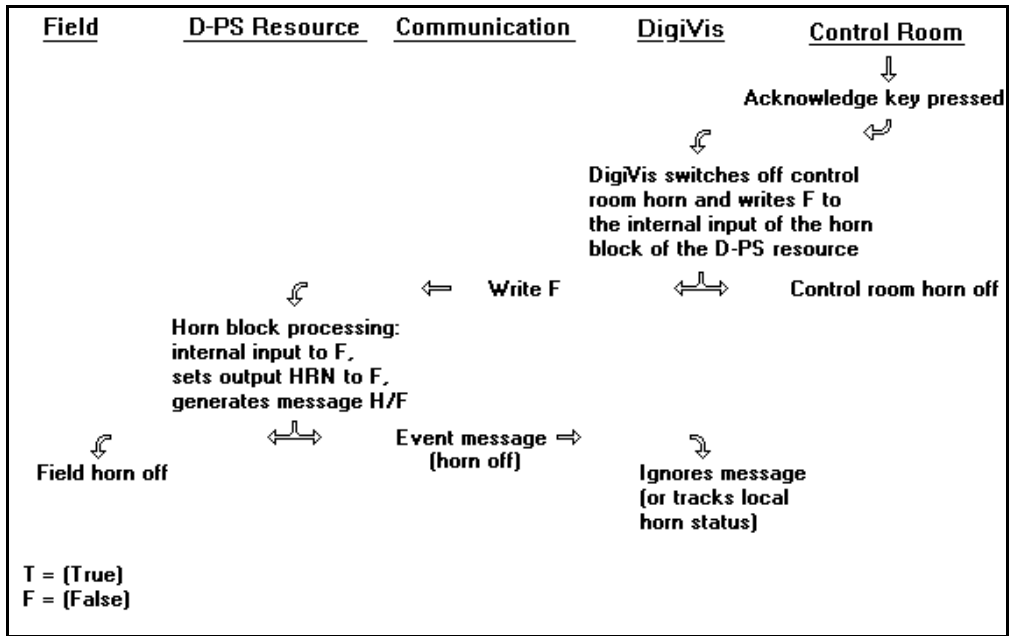 Field D-PS Resource Communication DigiVis Control Room
Acknowledge key pressed
DigiVis switches off control
room horn and writes F to
the internal input of the horn
block of the D-PS resource
Write F Control room horn off
Horn block processing:
internal input to F,
sets output HRN to F,
generates message H/F
Field horn off
Event message
(horn off)
Ignores message
(or tracks local
horn status)
T = (True)
F = (False)